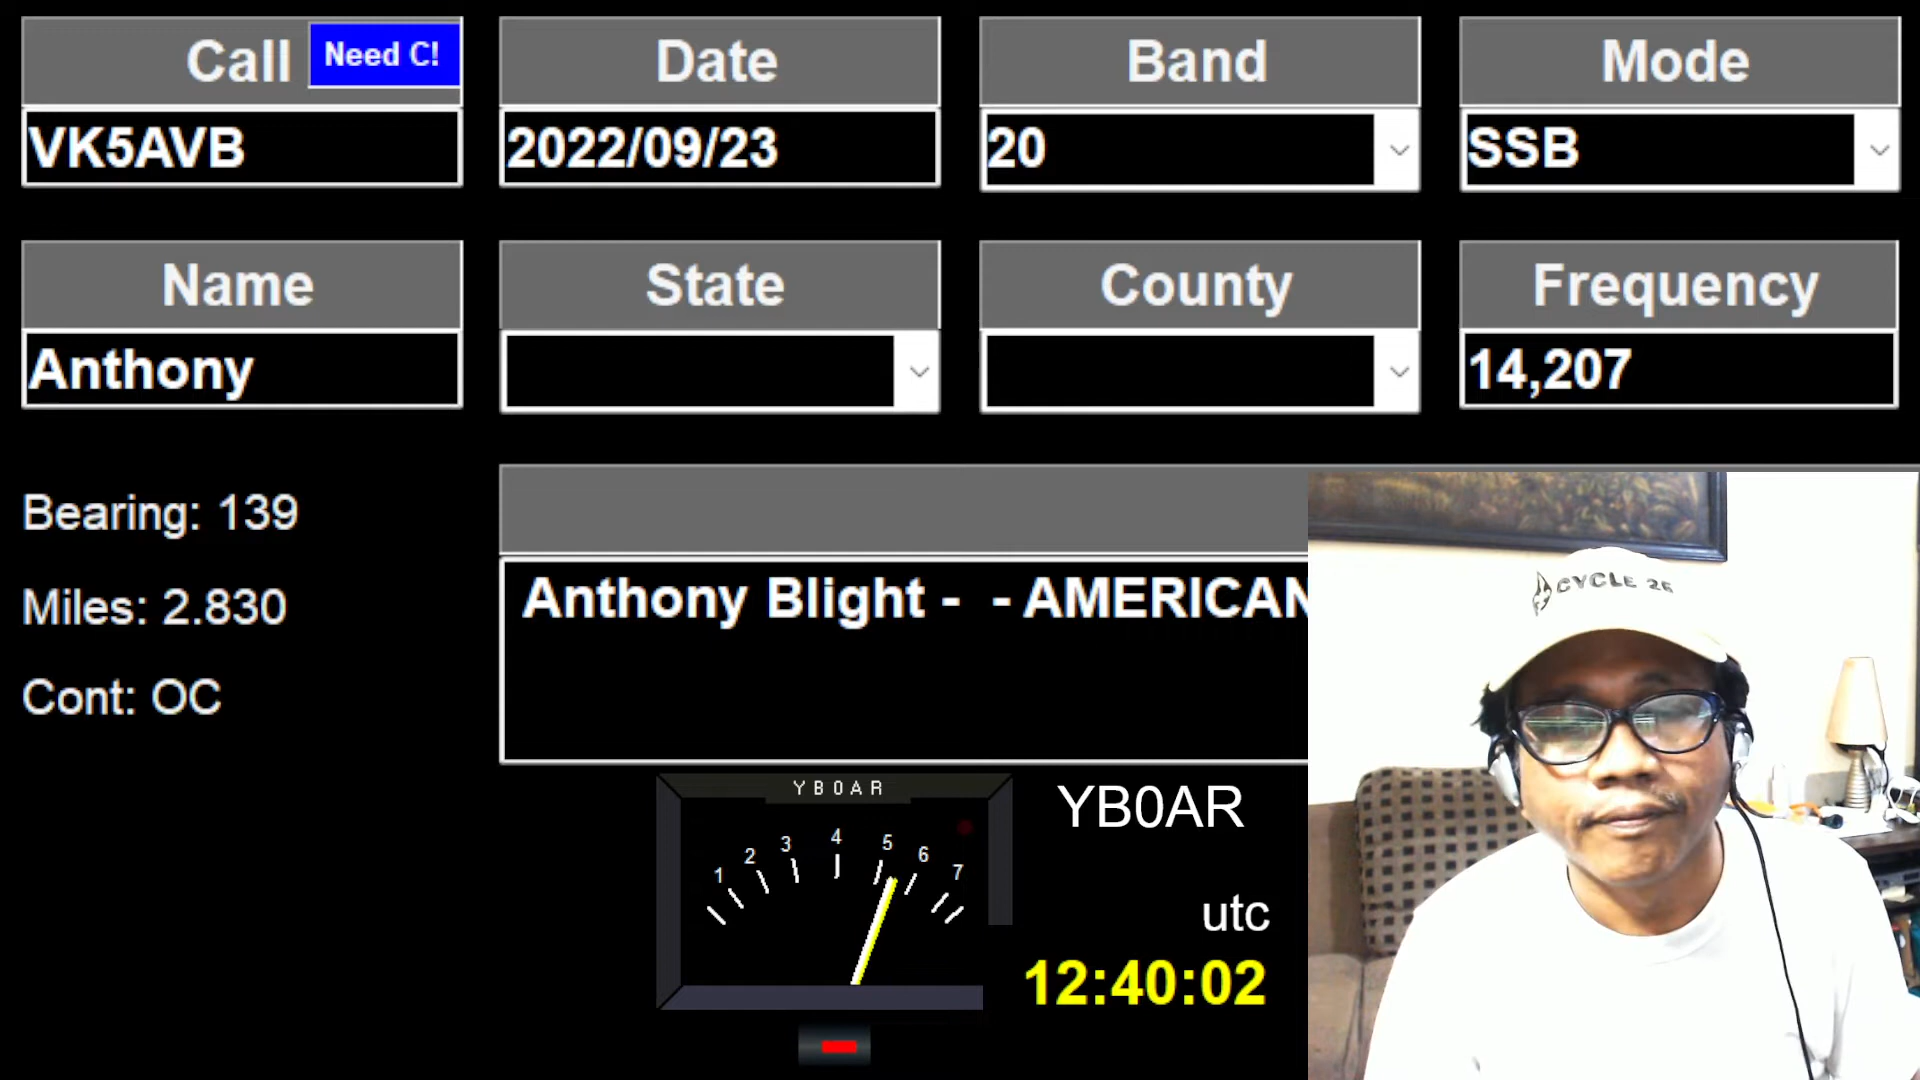 Call Need C! Date Band Mode
VK5AVB 2022/09/23 20 SSB
Name State County Frequency
Anthony 14,207
Bearing: 139
Miles: 2.830
Cont: OC
Anthony Blight - - AMERICAN
CYCLE
YB0AR
1 2 3 4 5 6 7
YB0AR
utc
12:40:02